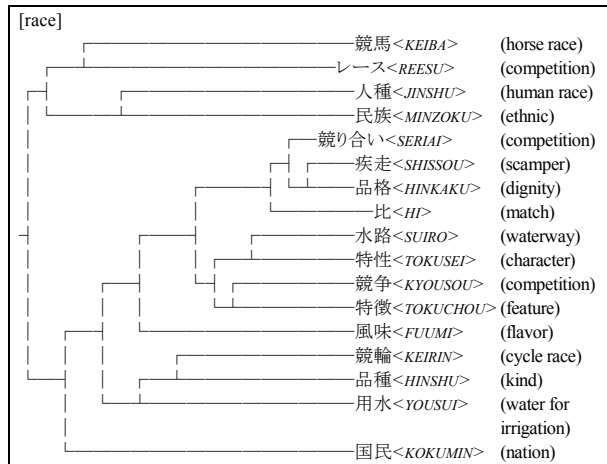 [race]
競馬<KEIBA> (horse race)
レース<REESU> (competition)
人種<JINSHU> (human race)
民族<MINZOKU> (ethnic)
競り合い<SERIAI> (competition)
疾走<SHISSOU> (scamper)
品格<HINKAKU> (dignity)
比<HI> (match)
水路<SUIRO> (waterway)
特性<TOKUSEI> (character)
競争<KYOUSOU> (competition)
特徴<TOKUCHOU> (feature)
風味<FUUMI> (flavor)
競輪<KEIRIN> (cycle race)
品種<HINSHU> (kind)
用水<YOUSUI> (water for
irrigation)
国民<KOKUMIN> (nation)